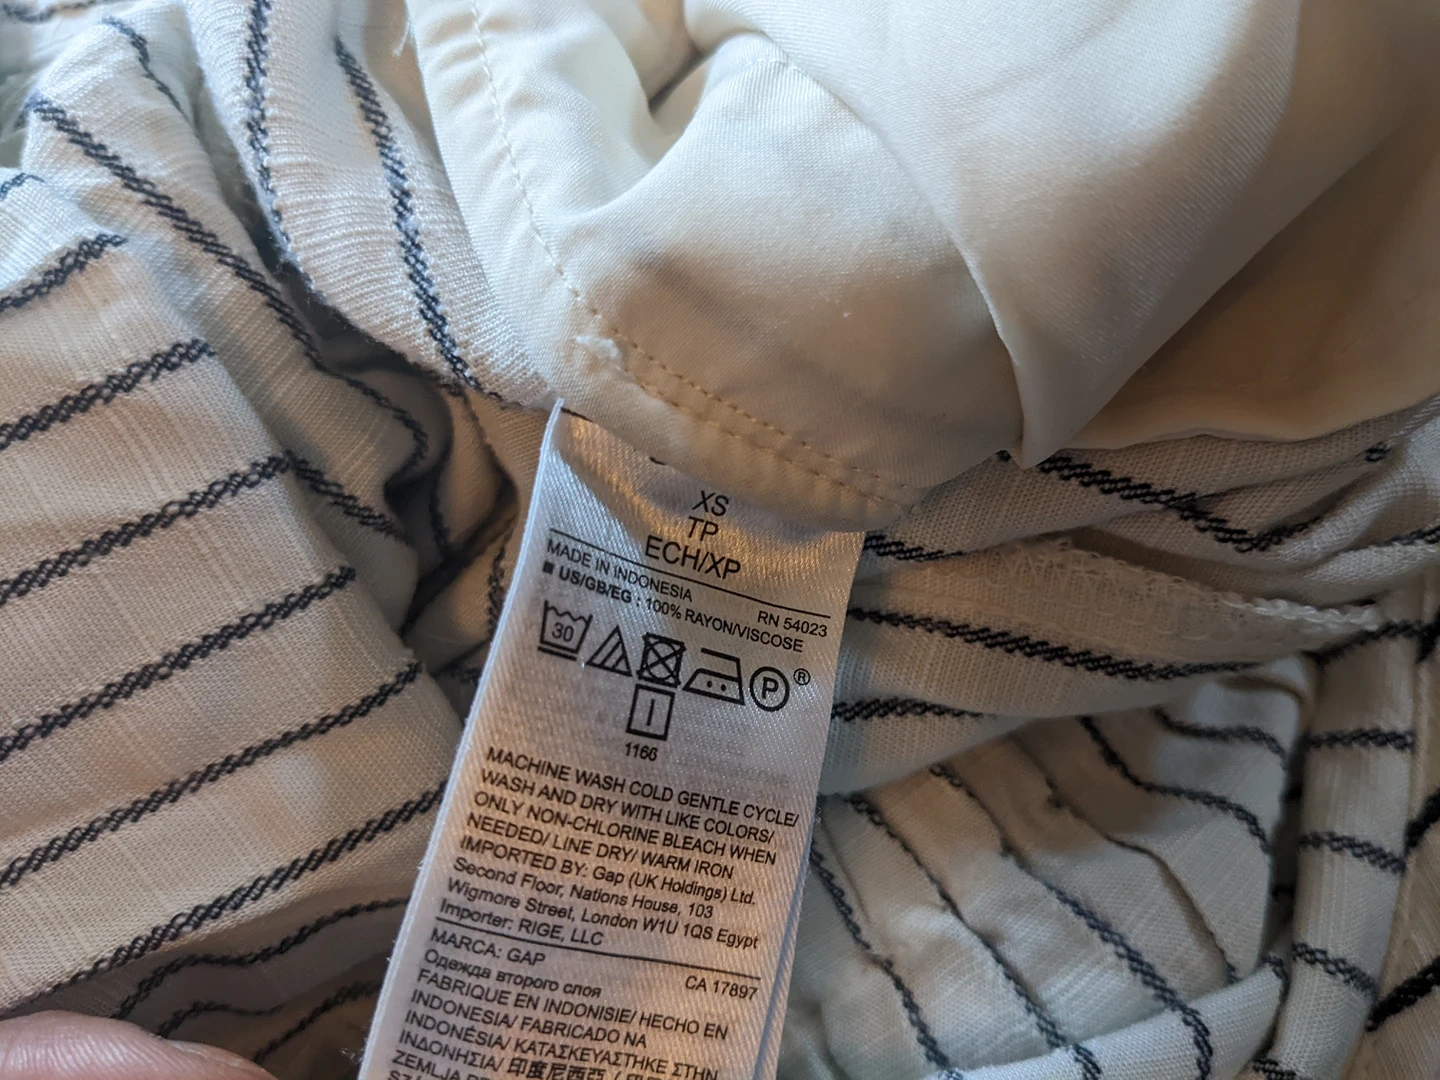 XS
TP
ECH/XP
MADE IN INDONESIA
RN 54023
■ US/GB/EG : 100% RAYON/VISCOSE
30
P ®
1166
MACHINE WASH COLD GENTLE CYCLE/
WASH AND DRY WITH LIKE COLORS/
ONLY NON-CHLORINE BLEACH WHEN
NEEDED/ LINE DRY/ WARM IRON
IMPORTED BY: Gap (UK Holdings) Ltd.
Second Floor, Nations House, 103
Wigmore Street, London W1U 1QS Egypt
Importer: RIGE, LLC
MARCA: GAP
CA 17897
Одежда второго слоя
FABRIQUE EN INDONISIE/ HECHO EN
INDONESIA/ FABRICADO NA
INDONÉSIA/ ΚΑΤΑΣΚΕΥΑΣΤΗΚΕ ΣΤΗΝ
ΙΝΔΟΝΗΣΙΑ/ 印度尼西亞 /
ZEMLJA